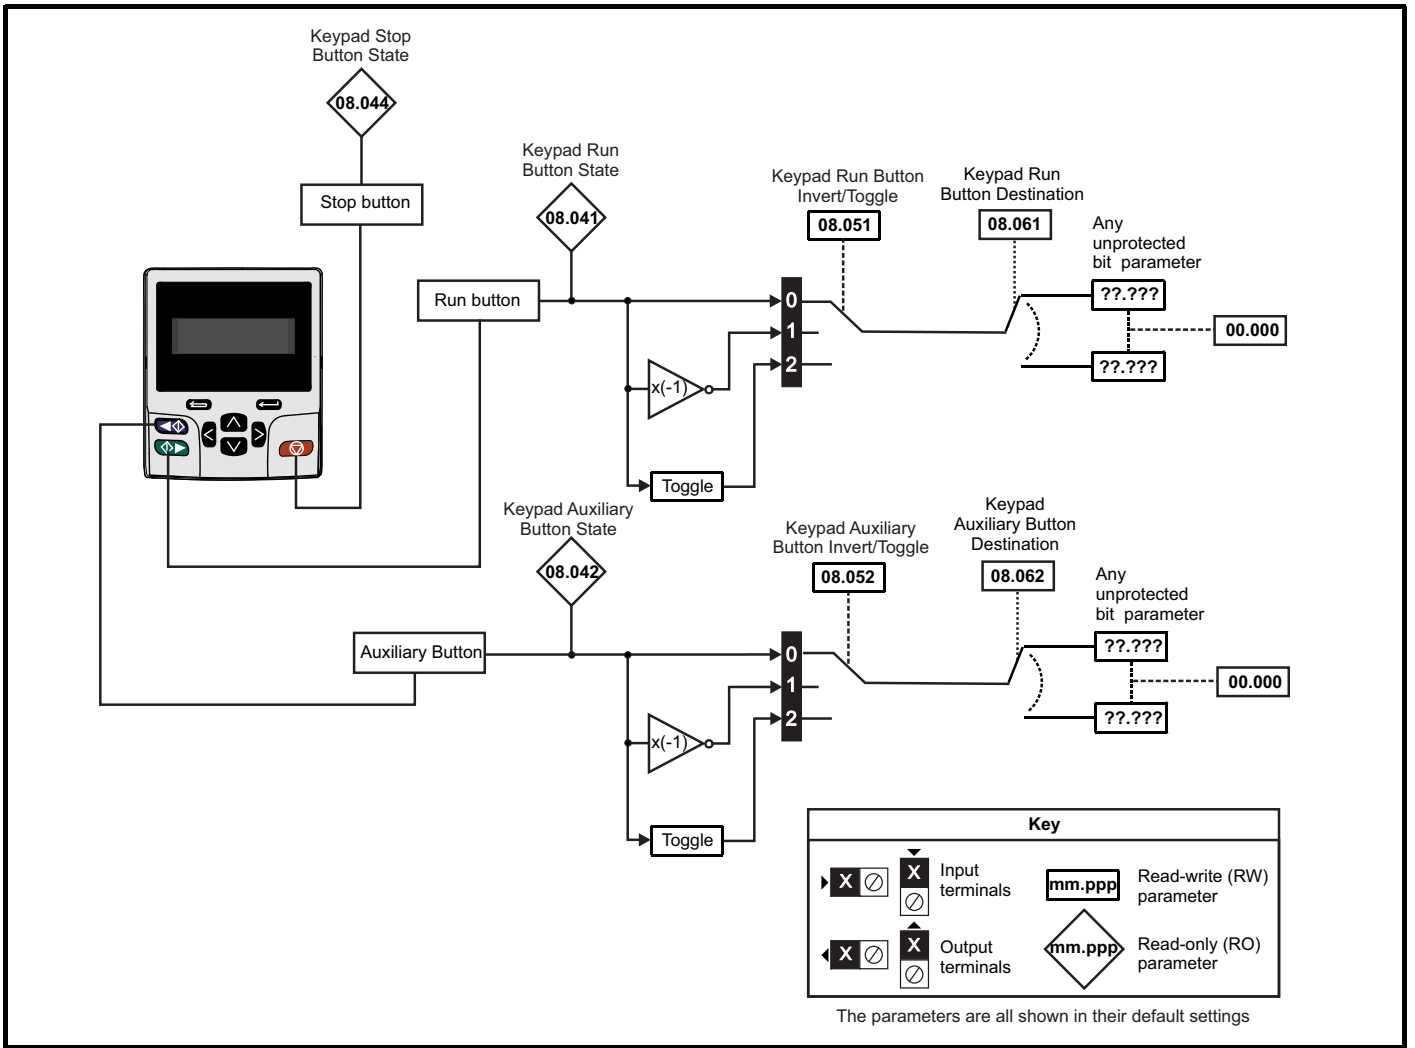 Keypad Stop
Button State
08.044
Stop button
Keypad Run
Button State
08.041
Run button
x(-1)
Toggle
0
1
2
Keypad Run Button
Invert/Toggle
08.051
Keypad Run
Button Destination
08.061
Any
unprotected
bit parameter
??.???
??.???
00.000
Keypad Auxiliary
Button State
08.042
Auxiliary Button
x(-1)
Toggle
0
1
2
Keypad Auxiliary
Button Invert/Toggle
08.052
Keypad
Auxiliary Button
Destination
08.062
Any
unprotected
bit parameter
??.???
??.???
00.000
Key
X
X
Input
terminals
mm.ppp
Read-write (RW)
parameter
X
X
Output
terminals
mm.ppp
Read-only (RO)
parameter
The parameters are all shown in their default settings